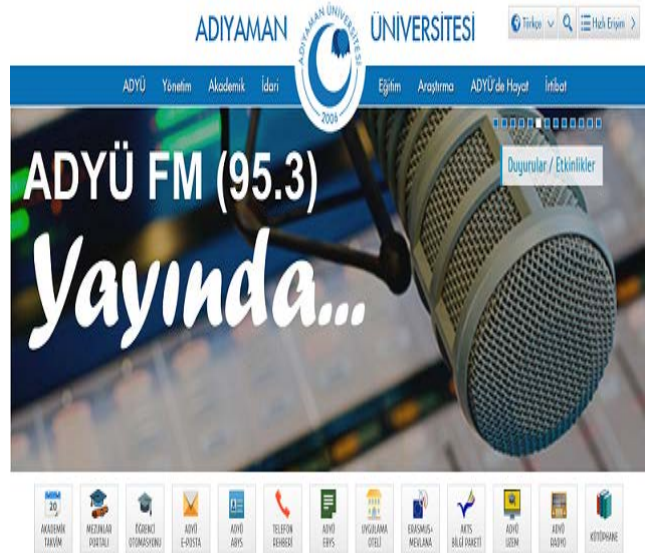 ADIYAMAN ÜNİVERSİTESİ
ADIYAMAN ÜNİVERSİTESİ
2006
Türkçe
Hızlı Erişim
ADYÜ Yönetim Akademik İdari Eğitim Araştırma ADYÜ'de Hayat İrtibat
Duyurular / Etkinlikler
ADYÜ FM (95.3)
Yayında...
20
AKADEMİK
TAKVİM
MEZUNLAR
PORTALI
ÖĞRENCİ
OTOMASYONU
ADYÜ
E-POSTA
ADYÜ
ABYS
TELEFON
REHBERİ
ADYÜ
EBYS
UYGULAMA
OTELİ
ERASMUS+
MEVLANA
AKTS
BİLGİ PAKETİ
ADYÜ
UZEM
ADYÜ
RADYO
KÜTÜPHANE